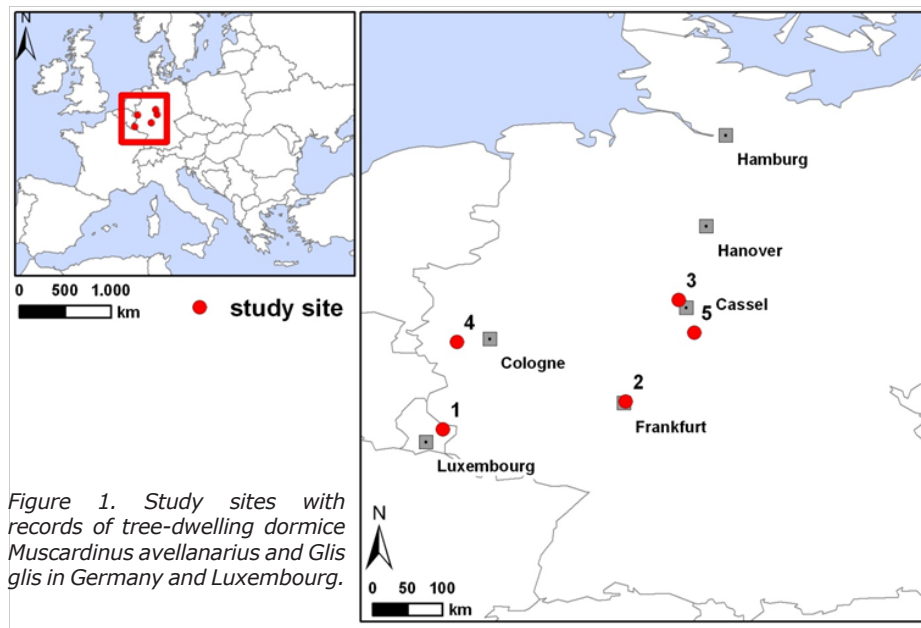 N
0 500 1.000
km
study site
Figure 1. Study sites with
records of tree-dwelling dormice
Muscardinus avellanarius and Glis
glis in Germany and Luxembourg.
Hamburg
Hanover
3
Cassel
5
4
Cologne
2
Frankfurt
1
Luxembourg
N
0 50 100
km